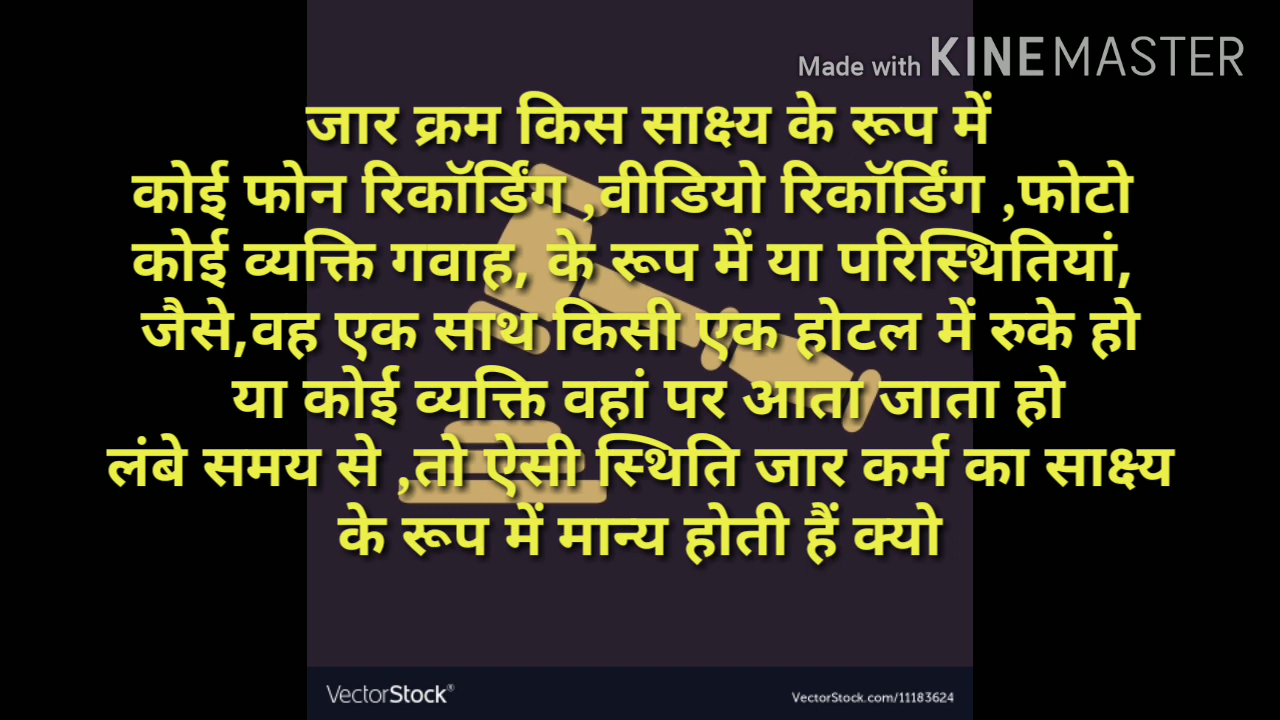 Made with KINEMASTER
जार क्रम किस साक्ष्य के रूप में
कोई फोन रिकॉर्डिंग ,वीडियो रिकॉर्डिंग ,फोटो
कोई व्यक्ति गवाह, के रूप में या परिस्थितियां,
जैसे,वह एक साथ किसी एक होटल में रुके हो
या कोई व्यक्ति वहां पर आता जाता हो
लंबे समय से ,तो ऐसी स्थिति जार कर्म का साक्ष्य
के रूप में मान्य होती हैं क्यो
VectorStock®
VectorStock.com/11183624